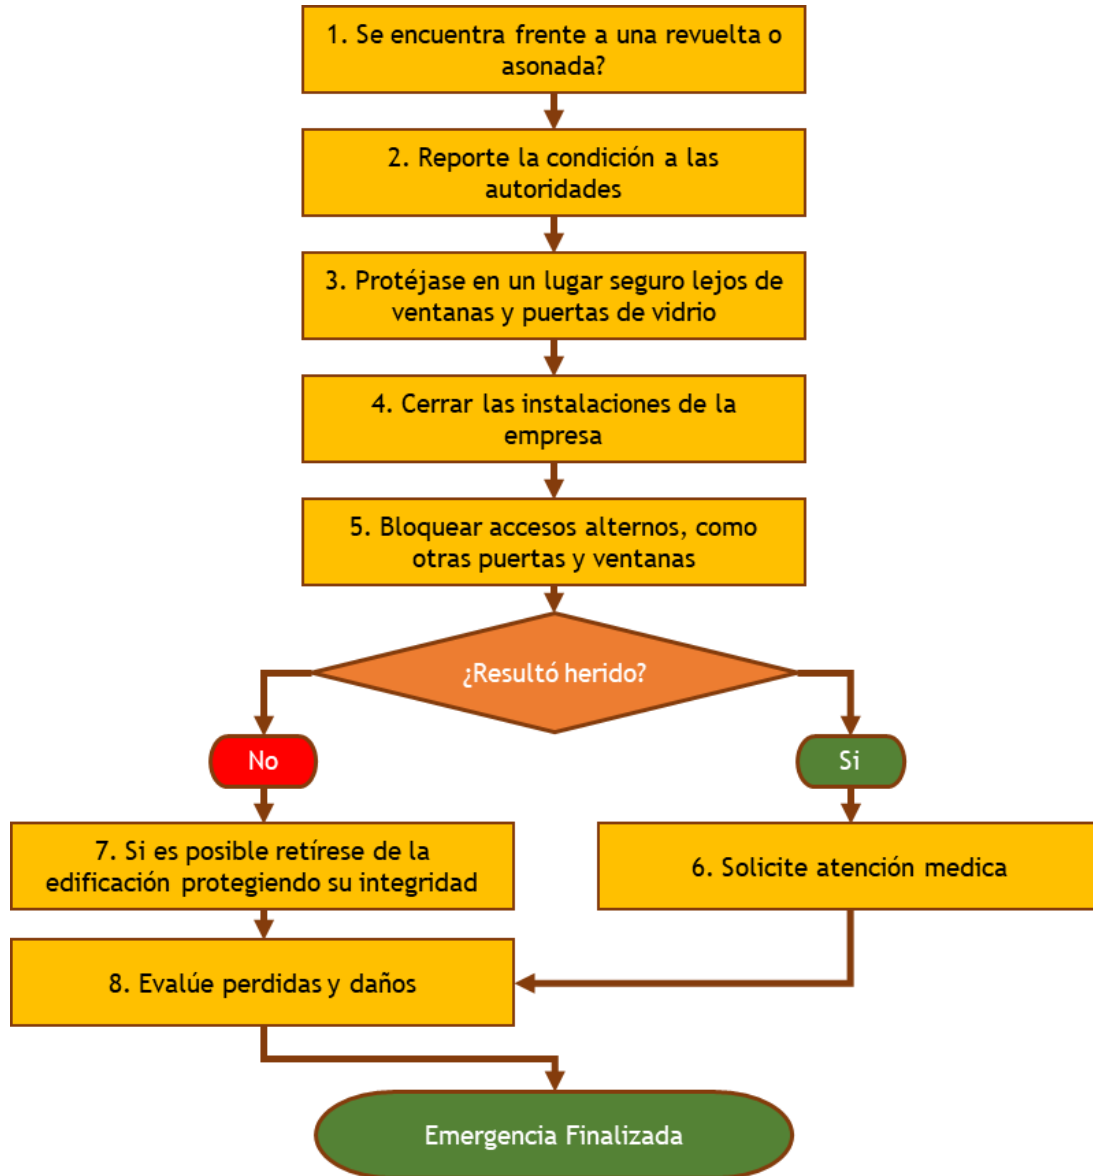 1. Se encuentra frente a una revuelta o
asonada?
2. Reporte la condición a las
autoridades
3. Protéjase en un lugar seguro lejos de
ventanas y puertas de vidrio
4. Cerrar las instalaciones de la
empresa
5. Bloquear accesos alternos, como
otras puertas y ventanas
¿Resultó herido?
No
Si
7. Si es posible retírese de la
edificación protegiendo su integridad
6. Solicite atención medica
8. Evalúe perdidas y daños
Emergencia Finalizada